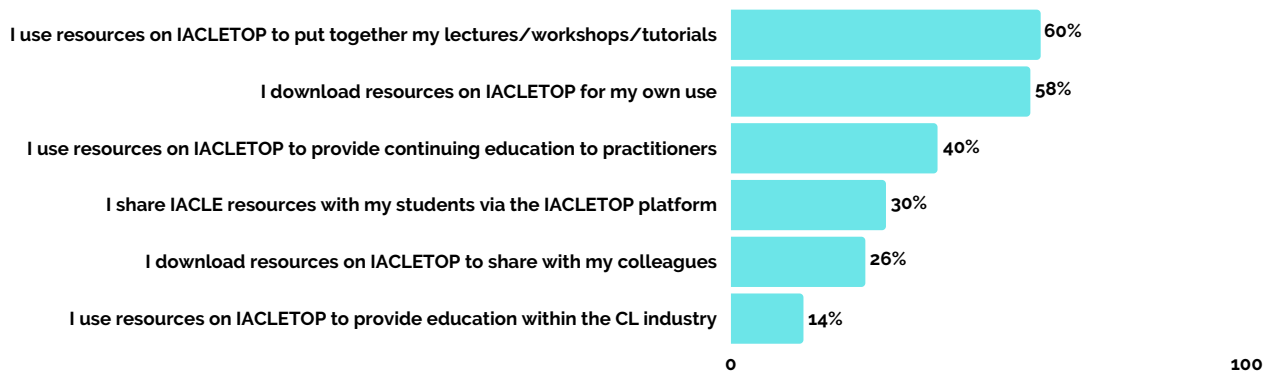 I use resources on IACLETOP to put together my lectures/workshops/tutorials 60%
I download resources on IACLETOP for my own use 58%
I use resources on IACLETOP to provide continuing education to practitioners 40%
I share IACLE resources with my students via the IACLETOP platform 30%
I download resources on IACLETOP to share with my colleagues 26%
I use resources on IACLETOP to provide education within the CL industry 14%
0 100